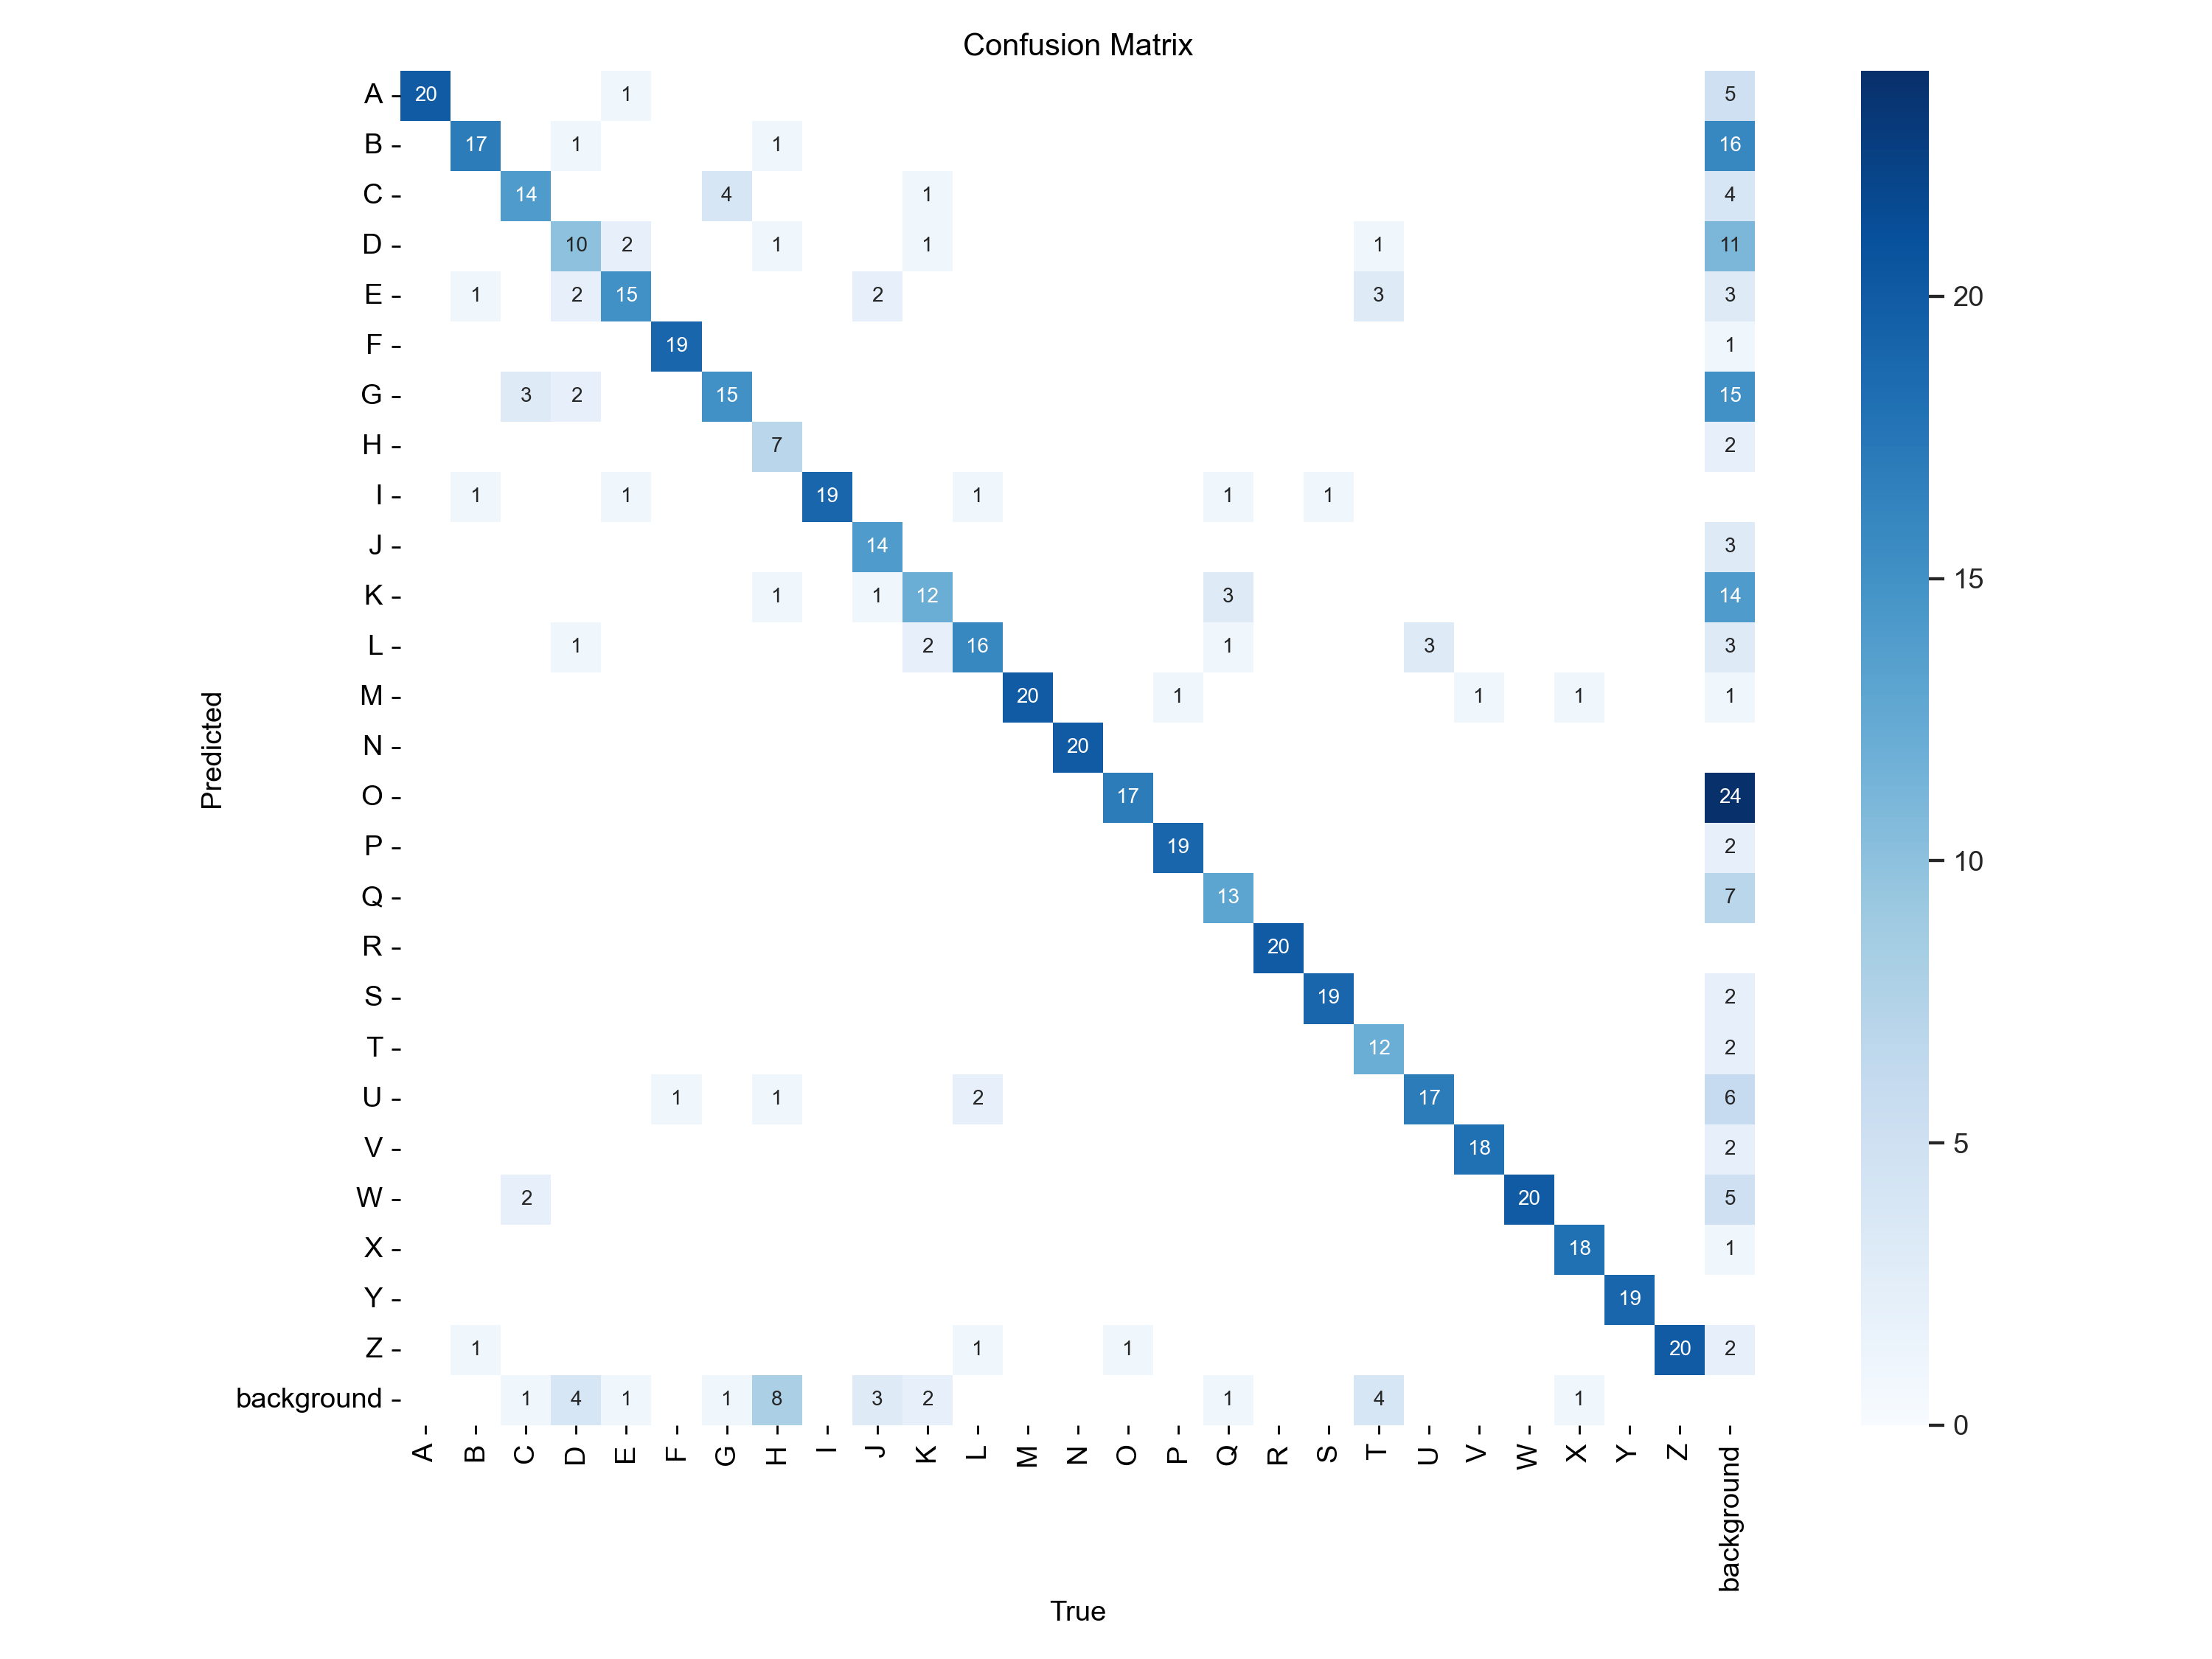 Confusion Matrix
A 20 1 5
B 17 1 1 16
C 14 4 1 4
D 10 2 1 1 1 11
E 1 2 15 2 3 3
F 19 1
G 3 2 15 15
H 7 2
I 1 1 19 1 1 1
J 14 3
K 1 1 12 3 14
L 1 2 16 1 3 3
M 20 1 1 1 1
N 20
O 17 24
P 19 2
Q 13 7
R 20
S 19 2
T 12 2
U 1 1 2 17 6
V 18 2
W 2 20 5
X 18 1
Y 19
Z 1 1 1 20 2
background 1 4 1 1 8 3 2 1 4 1
A B C D E F G H I J K L M N O P Q R S T U V W X Y Z background
True
Predicted
20
15
10
5
0